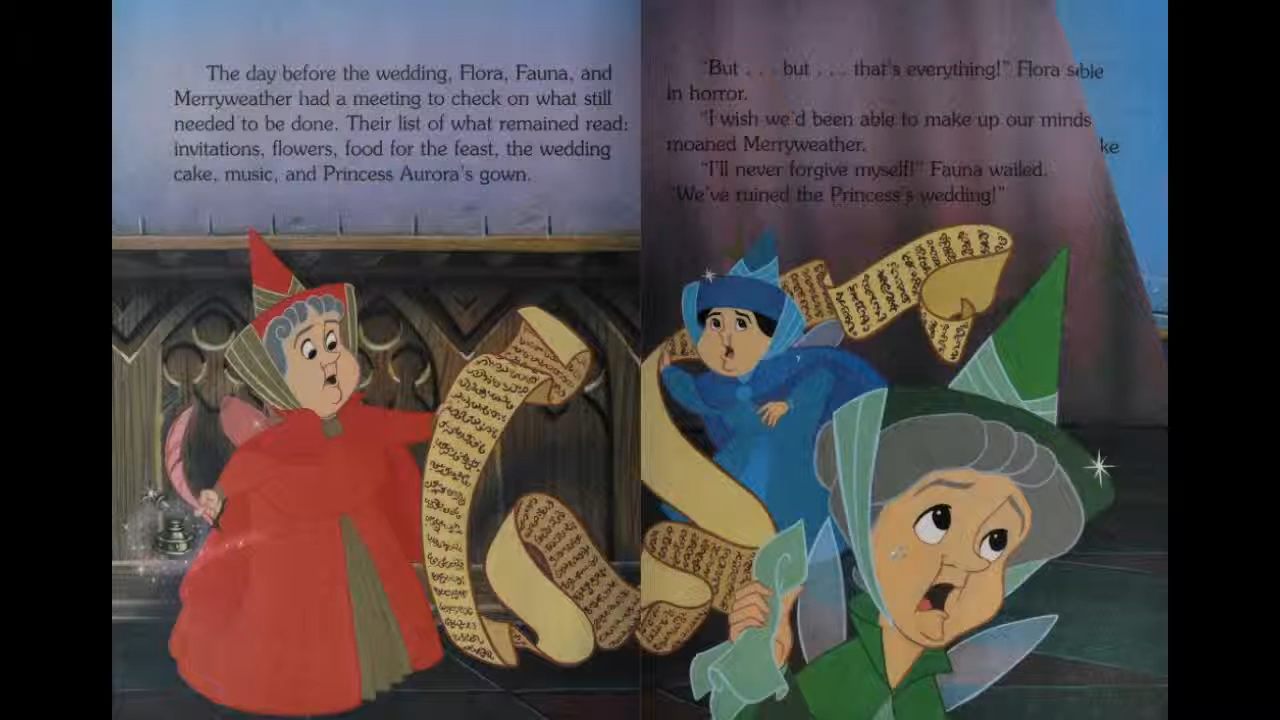 The day before the wedding, Flora, Fauna, and
Merryweather had a meeting to check on what still
needed to be done. Their list of what remained read:
invitations, flowers, food for the feast, the wedding
cake, music, and Princess Aurora's gown.
"But . . . but . . . that's everything!" Flora
in horror.
"I wish we'd been able to make up our minds
moaned Merryweather.
ke
"I'll never forgive myself!" Fauna wailed.
"We've ruined the Princess's wedding!"